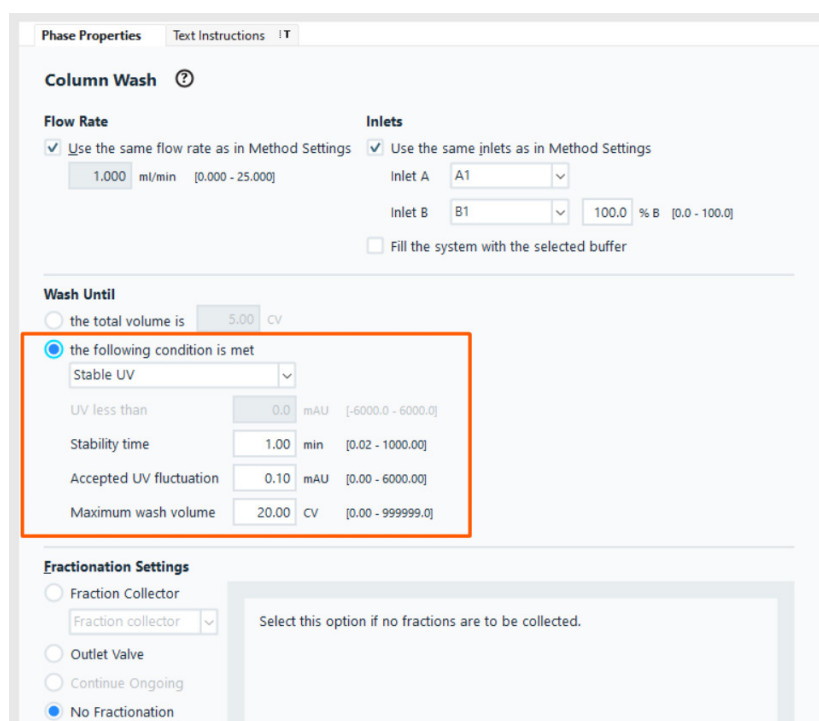 Phase Properties Text Instructions T
Column Wash ?
Flow Rate Inlets
Use the same flow rate as in Method Settings Use the same inlets as in Method Settings
1.000 ml/min [0.000 - 25.000] Inlet A A1
Inlet B B1 100.0 % B [0.0 - 100.0]
Fill the system with the selected buffer
Wash Until
the total volume is 5.00 CV
the following condition is met
Stable UV
UV less than 0.0 mAU [-6000.0 - 6000.0]
Stability time 1.00 min [0.02 - 1000.00]
Accepted UV fluctuation 0.10 mAU [0.00 - 6000.00]
Maximum wash volume 20.00 CV [0.00 - 999999.0]
Fractionation Settings
Fraction Collector
Fraction collector Select this option if no fractions are to be collected.
Outlet Valve
Continue Ongoing
No Fractionation